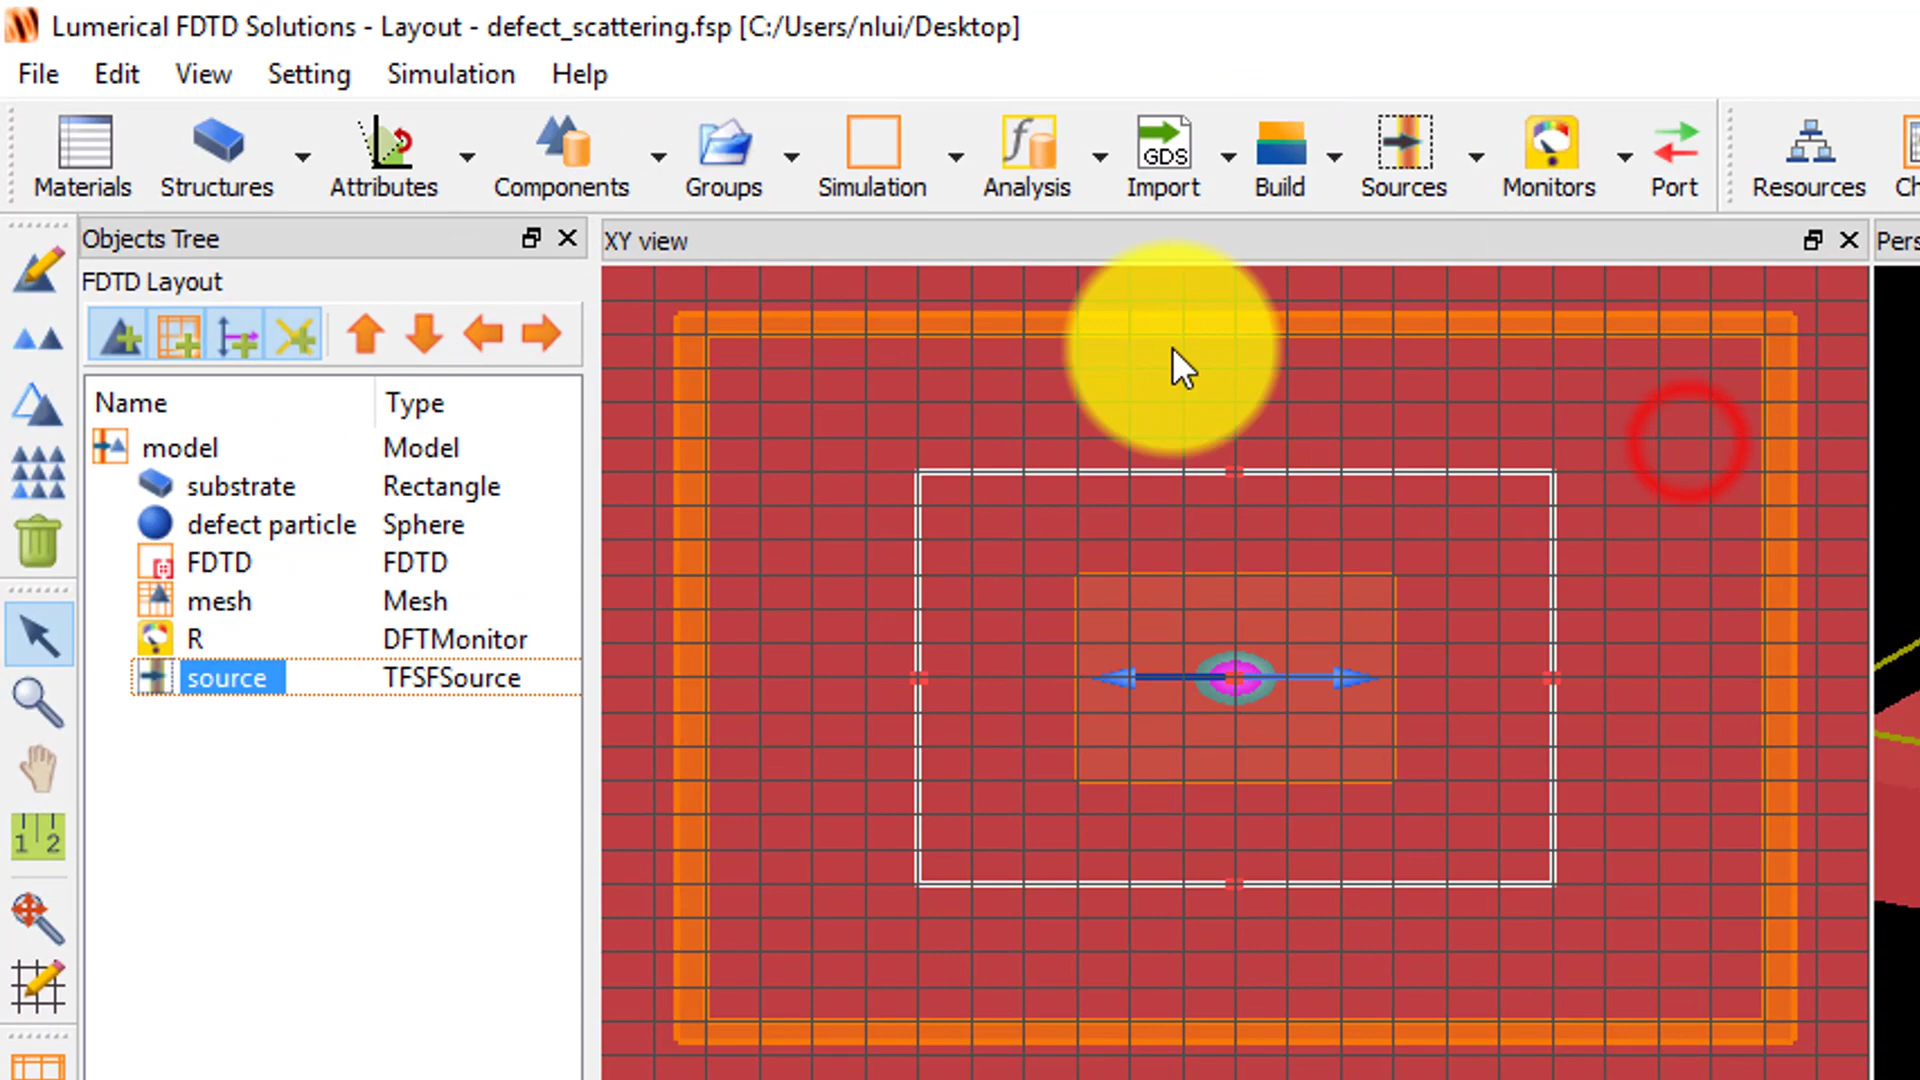 Lumerical FDTD Solutions - Layout - defect_scattering.fsp [C:/Users/nlui/Desktop]
File Edit View Setting Simulation Help
GDS
Materials Structures Attributes Components Groups Simulation Analysis Import Build Sources Monitors Port Resources Ch
Objects Tree
XY view
Pers
FDTD Layout
Name Type
model Model
substrate Rectangle
defect particle Sphere
FDTD FDTD
mesh Mesh
R DFTMonitor
source TFSFSource
1 2